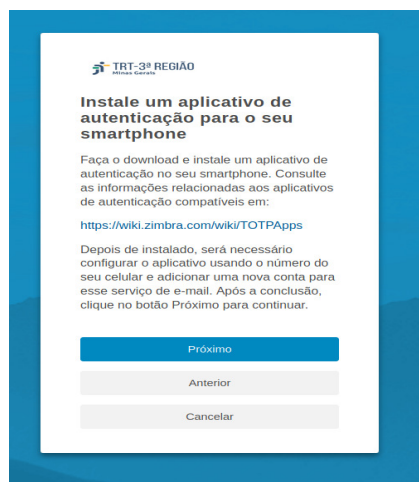 TRT-3ª REGIÃO
Minas Gerais
Instale um aplicativo de
autenticação para o seu
smartphone
Faça o download e instale um aplicativo de
autenticação no seu smartphone. Consulte
as informações relacionadas aos aplicativos
de autenticação compatíveis em:
https://wiki.zimbra.com/wiki/TOTPApps
Depois de instalado, será necessário
configurar o aplicativo usando o número do
seu celular e adicionar uma nova conta para
esse serviço de e-mail. Após a conclusão,
clique no botão Próximo para continuar.
Próximo
Anterior
Cancelar